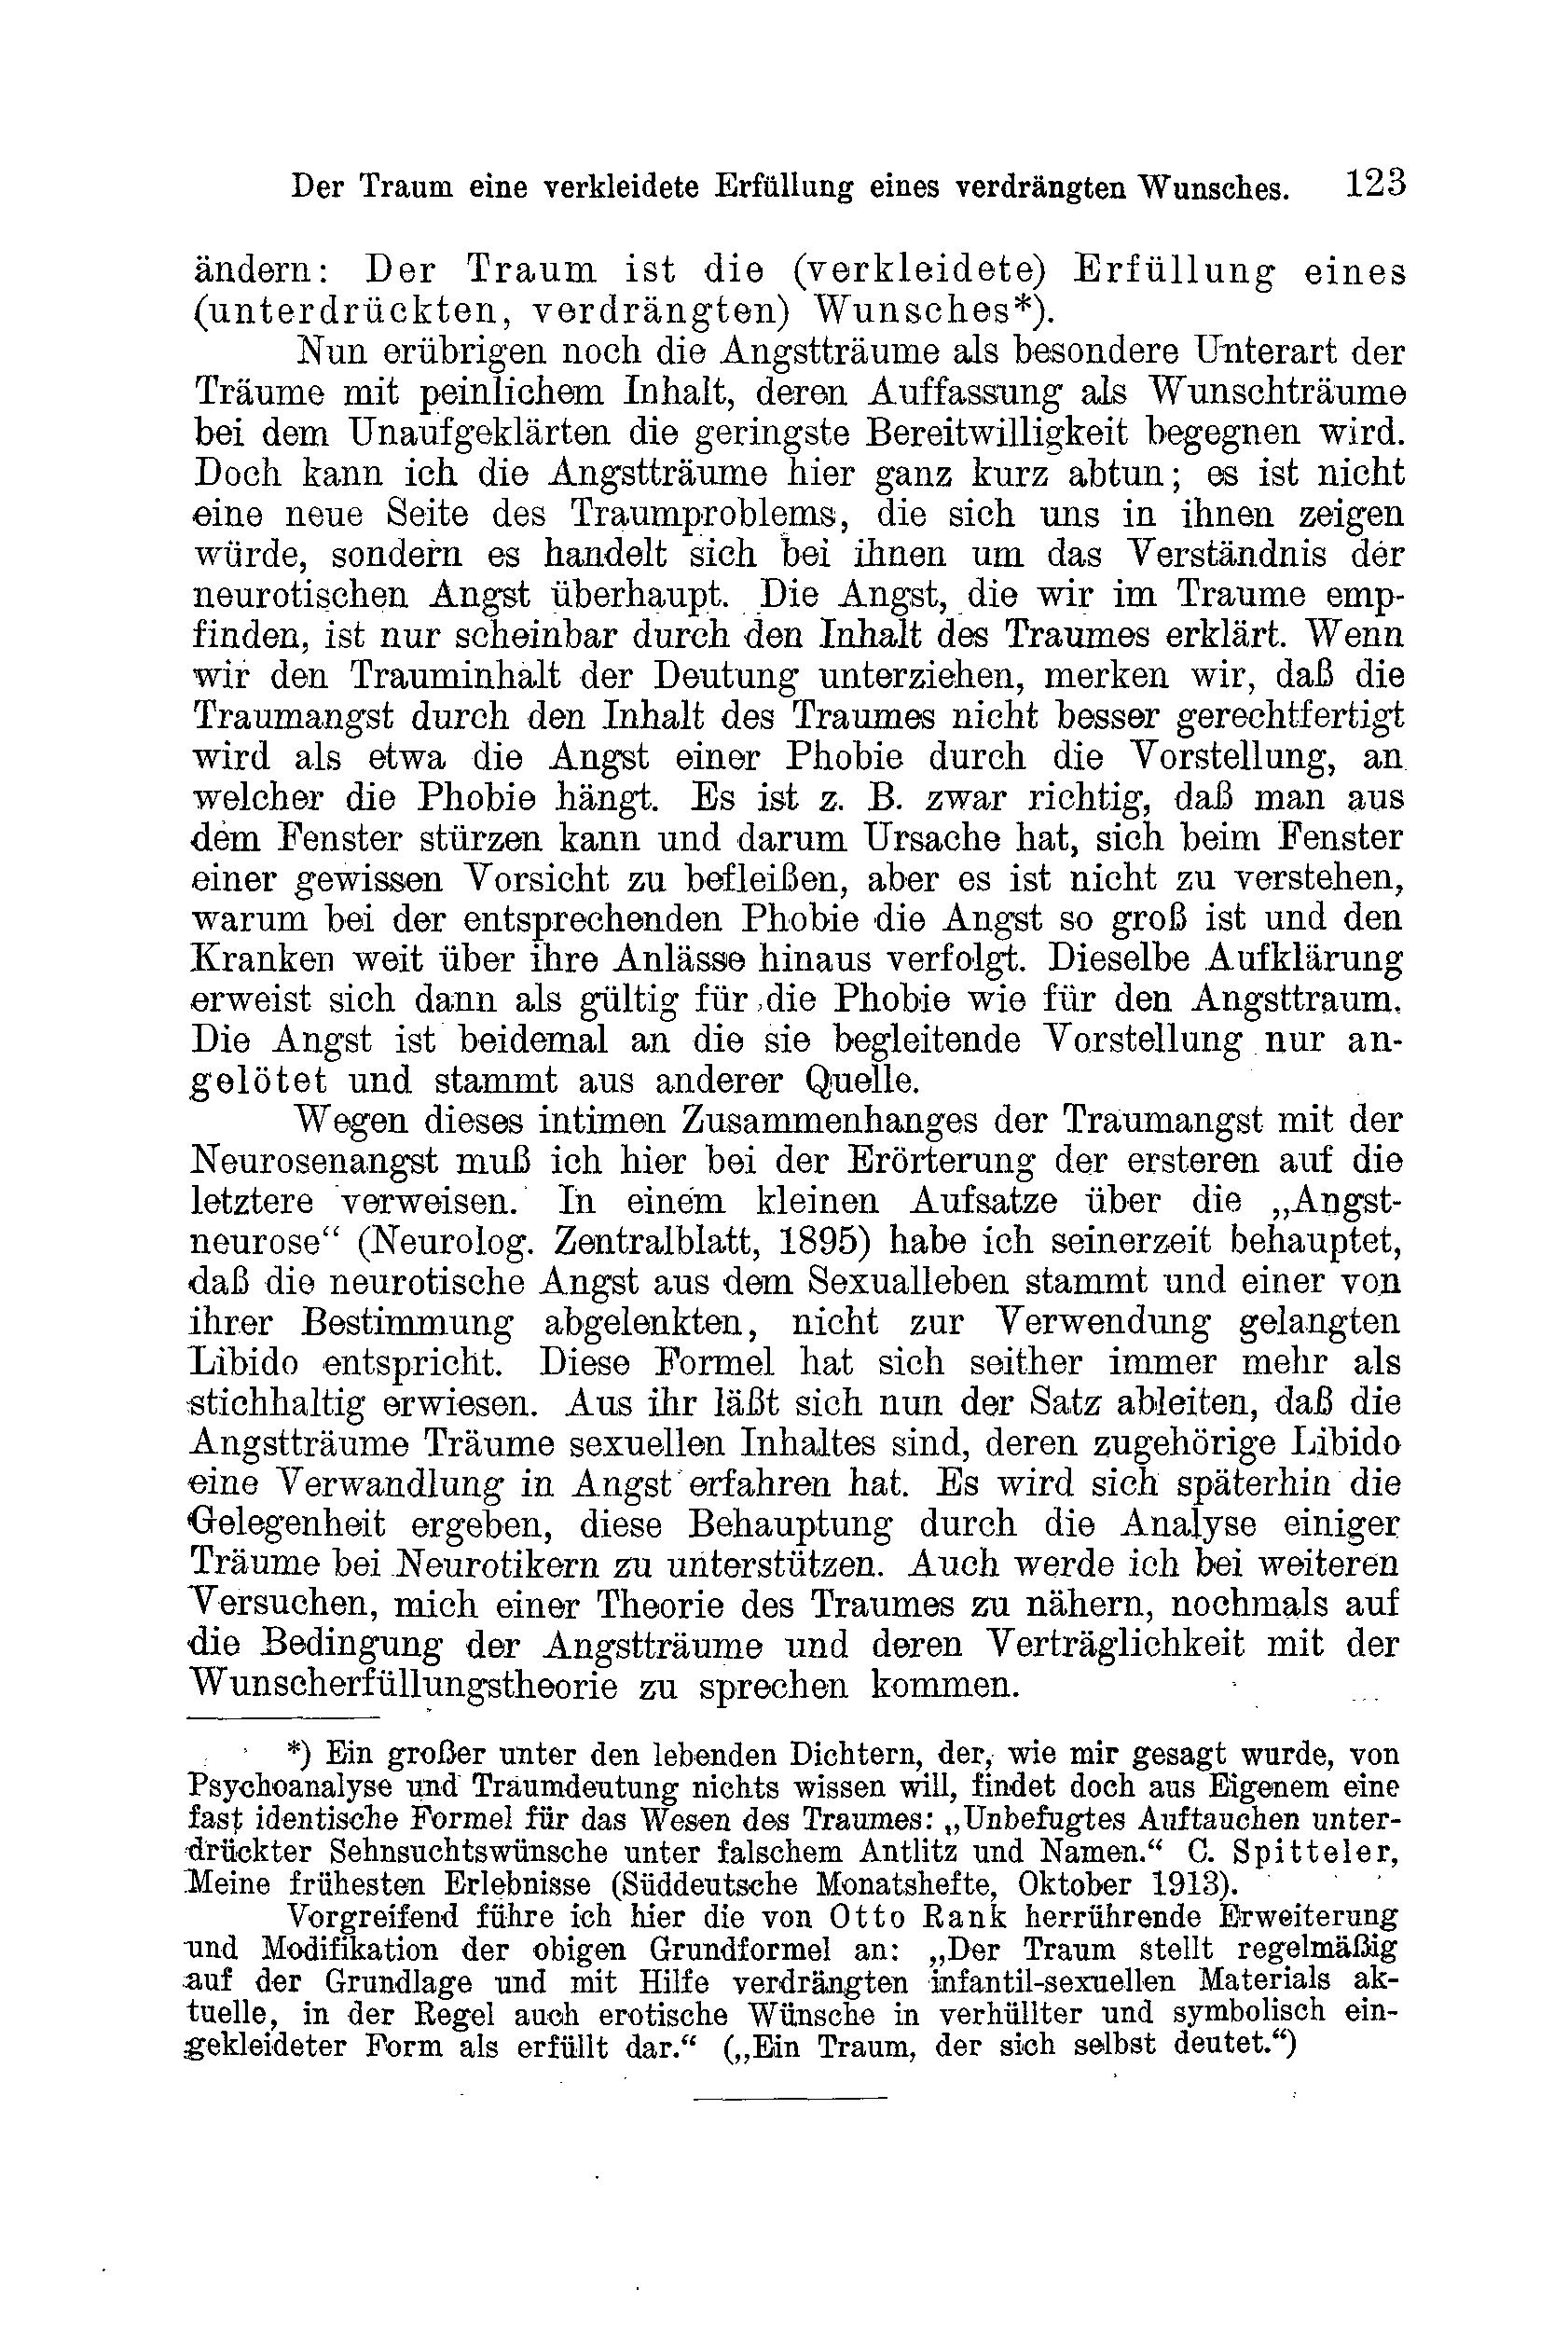 Der Traum eine verkleidete Erfüllung eines verdrängten Wunsches. 123
ändern: Der Traum ist die (verkleidete) Erfüllung eines
(unterdrückten, verdrängten) Wunsches*).
Nun erübrigen noch die Angstträume als besondere Unterart der
Träume mit peinlichem Inhalt, deren Auffassung als Wunschträume
bei dem Unaufgeklärten die geringste Bereitwilligkeit begegnen wird.
Doch kann ich die Angstträume hier ganz kurz abtun; es ist nicht
eine neue Seite des Traumproblems, die sich uns in ihnen zeigen
würde, sondern es handelt sich bei ihnen um das Verständnis der
neurotischen Angst überhaupt. Die Angst, die wir im Traume emp-
finden, ist nur scheinbar durch den Inhalt des Traumes erklärt. Wenn
wir den Trauminhalt der Deutung unterziehen, merken wir, daß die
Traumangst durch den Inhalt des Traumes nicht besser gerechtfertigt
wird als etwa die Angst einer Phobie durch die Vorstellung, an
welcher die Phobie hängt. Es ist z. B. zwar richtig, daß man aus
dem Fenster stürzen kann und darum Ursache hat, sich beim Fenster
einer gewissen Vorsicht zu befleißen, aber es ist nicht zu verstehen,
warum bei der entsprechenden Phobie die Angst so groß ist und den
Kranken weit über ihre Anlässe hinaus verfolgt. Dieselbe Aufklärung
erweist sich dann als gültig für die Phobie wie für den Angsttraum.
Die Angst ist beidemal an die sie begleitende Vorstellung nur an-
gelötet und stammt aus anderer Quelle.
Wegen dieses intimen Zusammenhanges der Traumangst mit der
Neurosenangst muß ich hier bei der Erörterung der ersteren auf die
letztere verweisen. In einem kleinen Aufsatze über die „Angst-
neurose“ (Neurolog. Zentralblatt, 1895) habe ich seinerzeit behauptet,
daß die neurotische Angst aus dem Sexualleben stammt und einer von
ihrer Bestimmung abgelenkten, nicht zur Verwendung gelangten
Libido entspricht. Diese Formel hat sich seither immer mehr als
stichhaltig erwiesen. Aus ihr läßt sich nun der Satz ableiten, daß die
Angstträume Träume sexuellen Inhaltes sind, deren zugehörige Libido
eine Verwandlung in Angst erfahren hat. Es wird sich späterhin die
Gelegenheit ergeben, diese Behauptung durch die Analyse einiger
Träume bei Neurotikern zu unterstützen. Auch werde ich bei weiteren
Versuchen, mich einer Theorie des Traumes zu nähern, nochmals auf
die Bedingung der Angstträume und deren Verträglichkeit mit der
Wunscherfüllungstheorie zu sprechen kommen.
*) Ein großer unter den lebenden Dichtern, der, wie mir gesagt wurde, von
Psychoanalyse und Traumdeutung nichts wissen will, findet doch aus Eigenem eine
fast identische Formel für das Wesen des Traumes: „Unbefugtes Auftauchen unter-
drückter Sehnsuchtswünsche unter falschem Antlitz und Namen.“ C. Spitteler,
Meine frühesten Erlebnisse (Süddeutsche Monatshefte, Oktober 1913).
Vorgreifend führe ich hier die von Otto Rank herrührende Erweiterung
und Modifikation der obigen Grundformel an: „Der Traum stellt regelmäßig
auf der Grundlage und mit Hilfe verdrängten infantil-sexuellen Materials ak-
tuelle, in der Regel auch erotische Wünsche in verhüllter und symbolisch ein-
gekleideter Form als erfüllt dar.“ („Ein Traum, der sich selbst deutet.“)